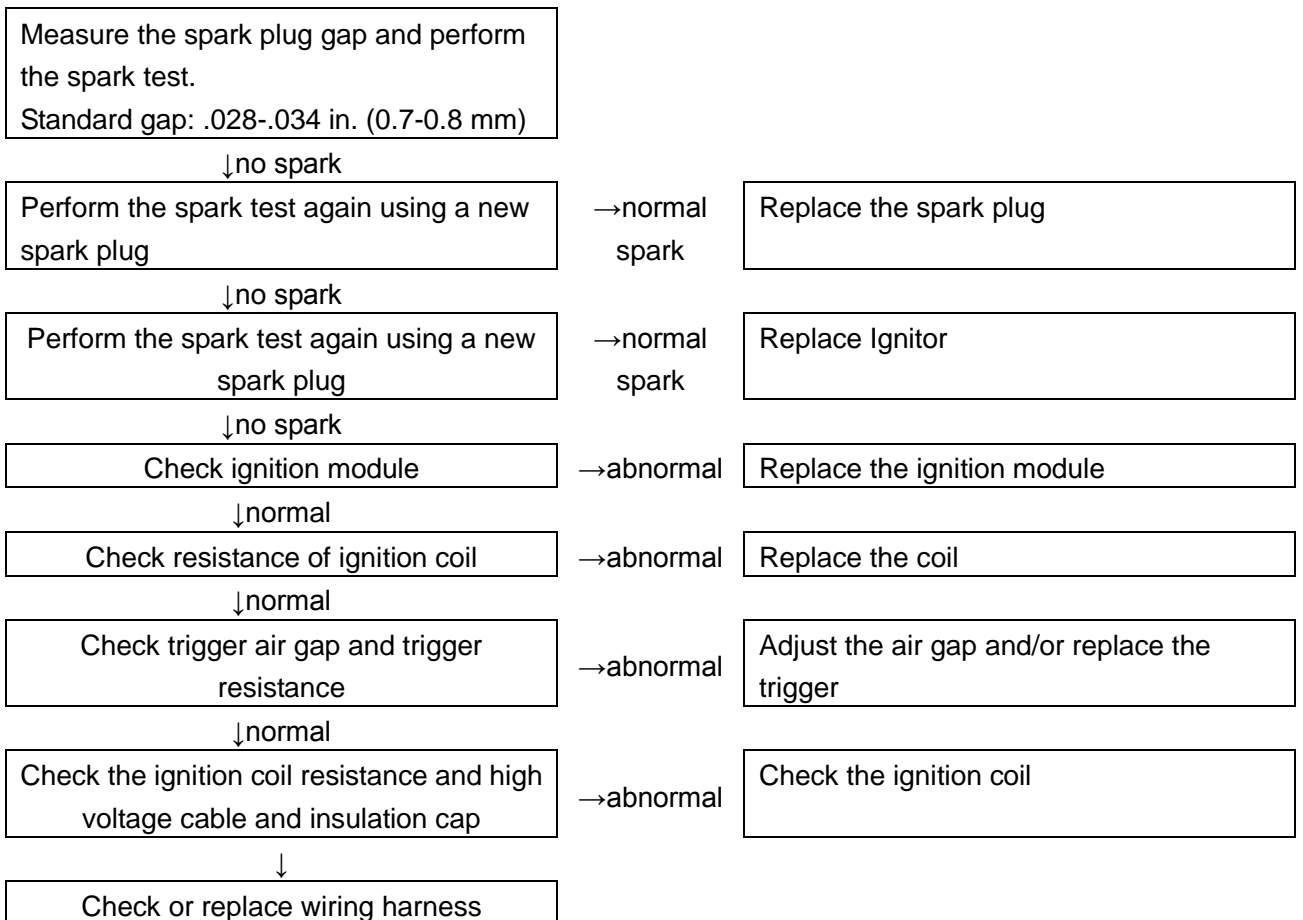 Measure the spark plug gap and perform
the spark test.
Standard gap: .028-.034 in. (0.7-0.8 mm)
↓no spark
Perform the spark test again using a new
spark plug
→normal
spark
Replace the spark plug
↓no spark
Perform the spark test again using a new
spark plug
→normal
spark
Replace Ignitor
↓no spark
Check ignition module
→abnormal
Replace the ignition module
↓normal
Check resistance of ignition coil
→abnormal
Replace the coil
↓normal
Check trigger air gap and trigger
resistance
→abnormal
Adjust the air gap and/or replace the
trigger
↓normal
Check the ignition coil resistance and high
voltage cable and insulation cap
→abnormal
Check the ignition coil
↓
Check or replace wiring harness